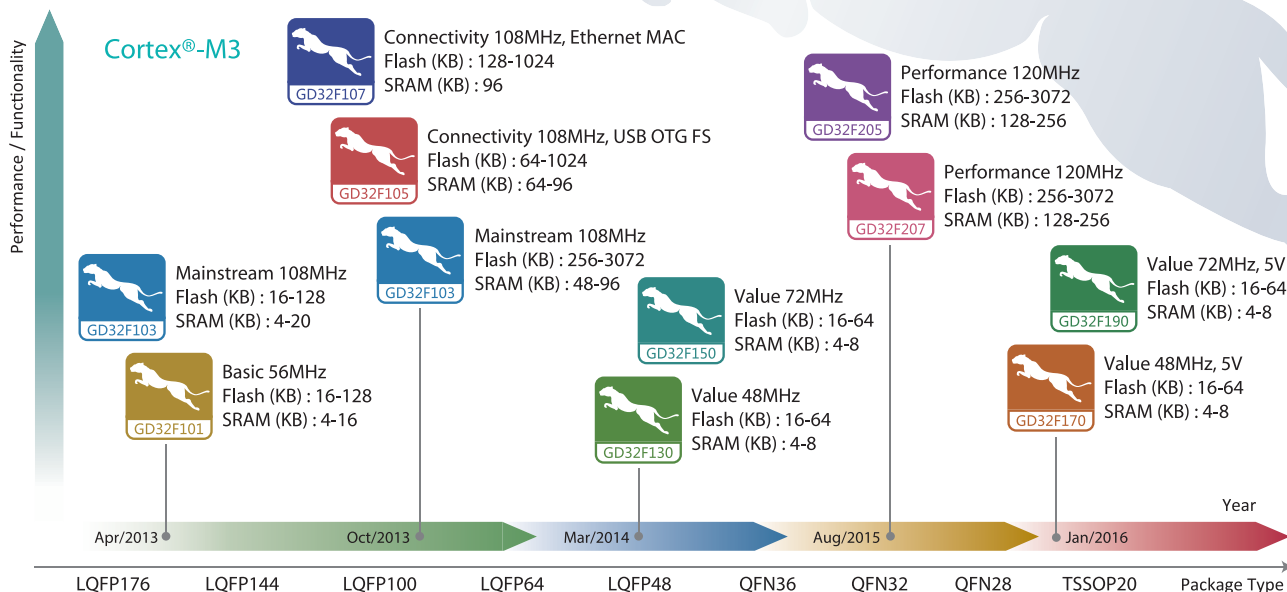 Performance / Functionality
Cortex®-M3
GD32F107
Connectivity 108MHz, Ethernet MAC
Flash (KB) : 128-1024
SRAM (KB) : 96
GD32F105
Connectivity 108MHz, USB OTG FS
Flash (KB) : 64-1024
SRAM (KB) : 64-96
GD32F103
Mainstream 108MHz
Flash (KB) : 16-128
SRAM (KB) : 4-20
GD32F101
Basic 56MHz
Flash (KB) : 16-128
SRAM (KB) : 4-16
GD32F103
Mainstream 108MHz
Flash (KB) : 256-3072
SRAM (KB) : 48-96
GD32F150
Value 72MHz
Flash (KB) : 16-64
SRAM (KB) : 4-8
GD32F130
Value 48MHz
Flash (KB) : 16-64
SRAM (KB) : 4-8
GD32F205
Performance 120MHz
Flash (KB) : 256-3072
SRAM (KB) : 128-256
GD32F207
Performance 120MHz
Flash (KB) : 256-3072
SRAM (KB) : 128-256
GD32F190
Value 72MHz, 5V
Flash (KB) : 16-64
SRAM (KB) : 4-8
GD32F170
Value 48MHz, 5V
Flash (KB) : 16-64
SRAM (KB) : 4-8
Year
Apr/2013 Oct/2013 Mar/2014 Aug/2015 Jan/2016
LQFP176 LQFP144 LQFP100 LQFP64 LQFP48 QFN36 QFN32 QFN28 TSSOP20 Package Type